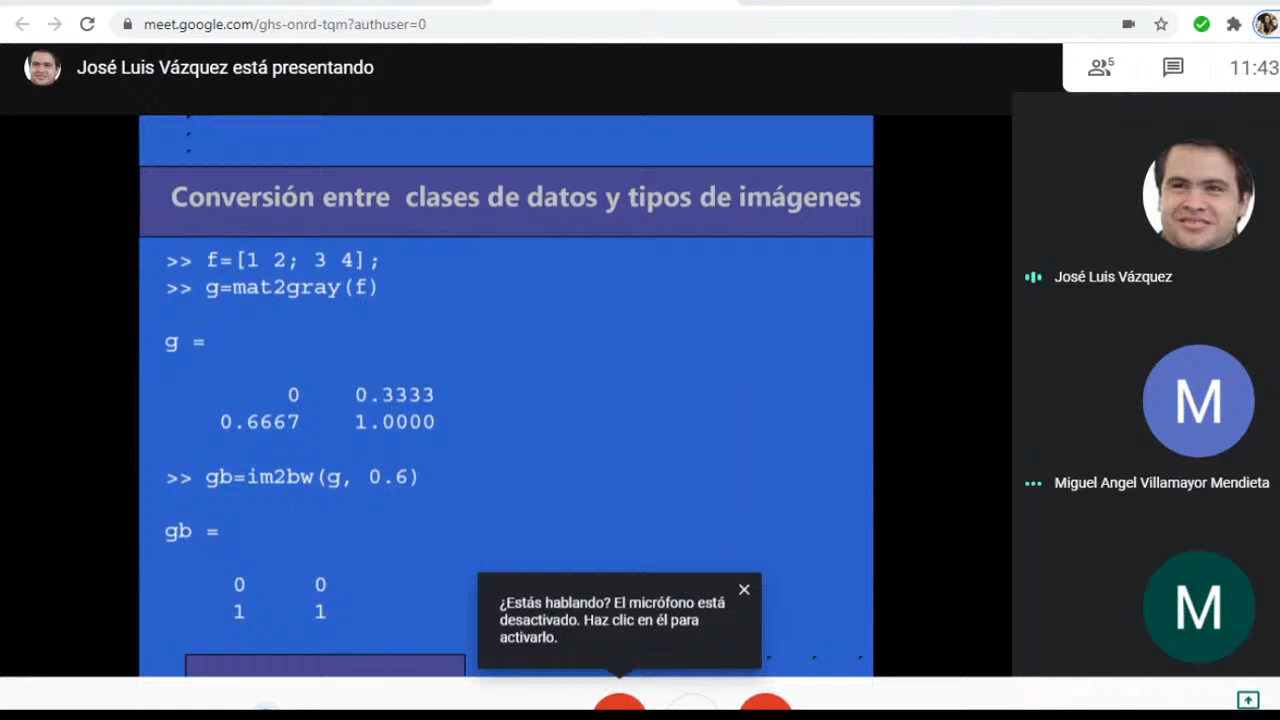 meet.google.com/ghs-onrd-tqm?authuser=0
José Luis Vázquez está presentando
5
11:43
Conversión entre clases de datos y tipos de imágenes
>> f=[1 2; 3 4];
>> g=mat2gray(f)
g =
0 0.3333
0.6667 1.0000
>> gb=im2bw(g, 0.6)
gb =
0 0
1 1
¿Estás hablando? El micrófono está
desactivado. Haz clic en él para
activarlo.
José Luis Vázquez
M
Miguel Angel Villamayor Mendieta
M